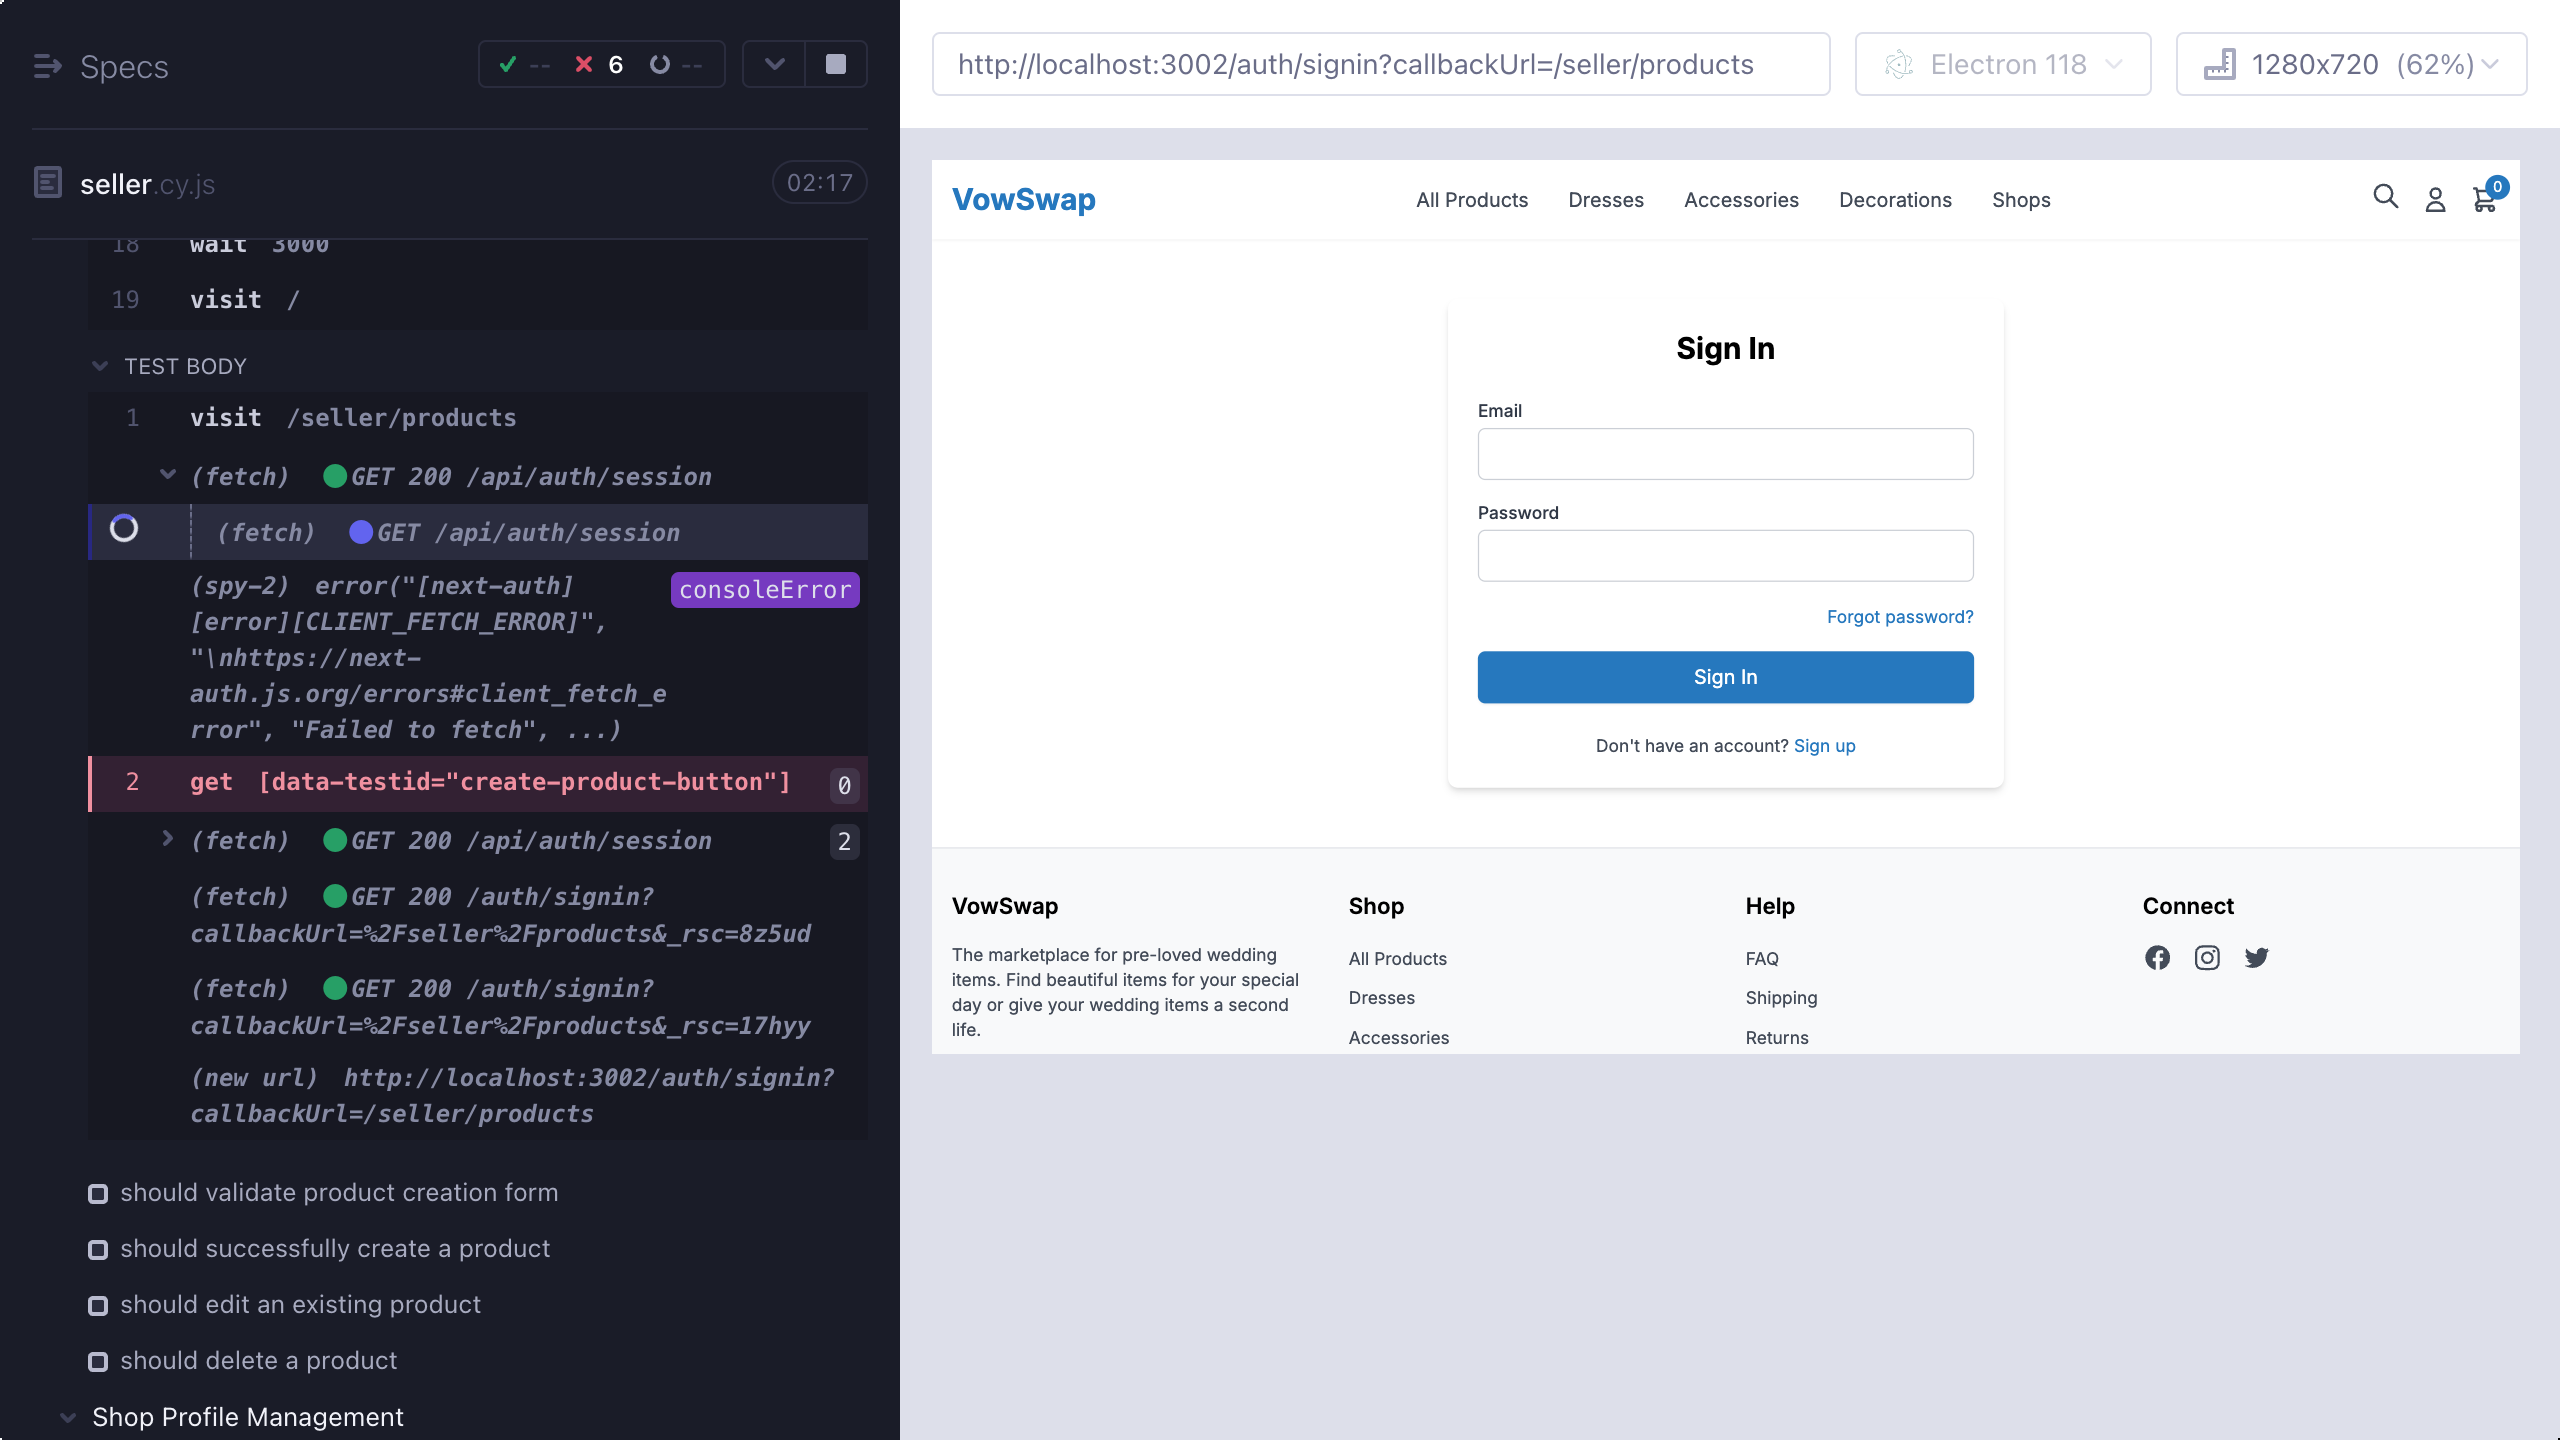 Specs
-- 6 --
seller.cy.js
02:17
18 wait 3000
19 visit /
TEST BODY
1 visit /seller/products
(fetch) GET 200 /api/auth/session
(fetch) GET /api/auth/session
(spy-2) error("[next-auth] consoleError
[error][CLIENT_FETCH_ERROR]",
"\nhttps://next-
auth.js.org/errors#client_fetch_e
rror", "Failed to fetch", ...)
2 get [data-testid="create-product-button"] 0
(fetch) GET 200 /api/auth/session 2
(fetch) GET 200 /auth/signin?
callbackUrl=%2Fseller%2Fproducts&_rsc=8z5ud
(fetch) GET 200 /auth/signin?
callbackUrl=%2Fseller%2Fproducts&_rsc=17hyy
(new url) http://localhost:3002/auth/signin?
callbackUrl=/seller/products
should validate product creation form
should successfully create a product
should edit an existing product
should delete a product
Shop Profile Management
http://localhost:3002/auth/signin?callbackUrl=/seller/products
Electron 118
1280x720 (62%)
VowSwap
All Products Dresses Accessories Decorations Shops
0
Sign In
Email
Password
Forgot password?
Sign In
Don't have an account? Sign up
VowSwap
The marketplace for pre-loved wedding
items. Find beautiful items for your special
day or give your wedding items a second
life.
Shop
All Products
Dresses
Accessories
Help
FAQ
Shipping
Returns
Connect